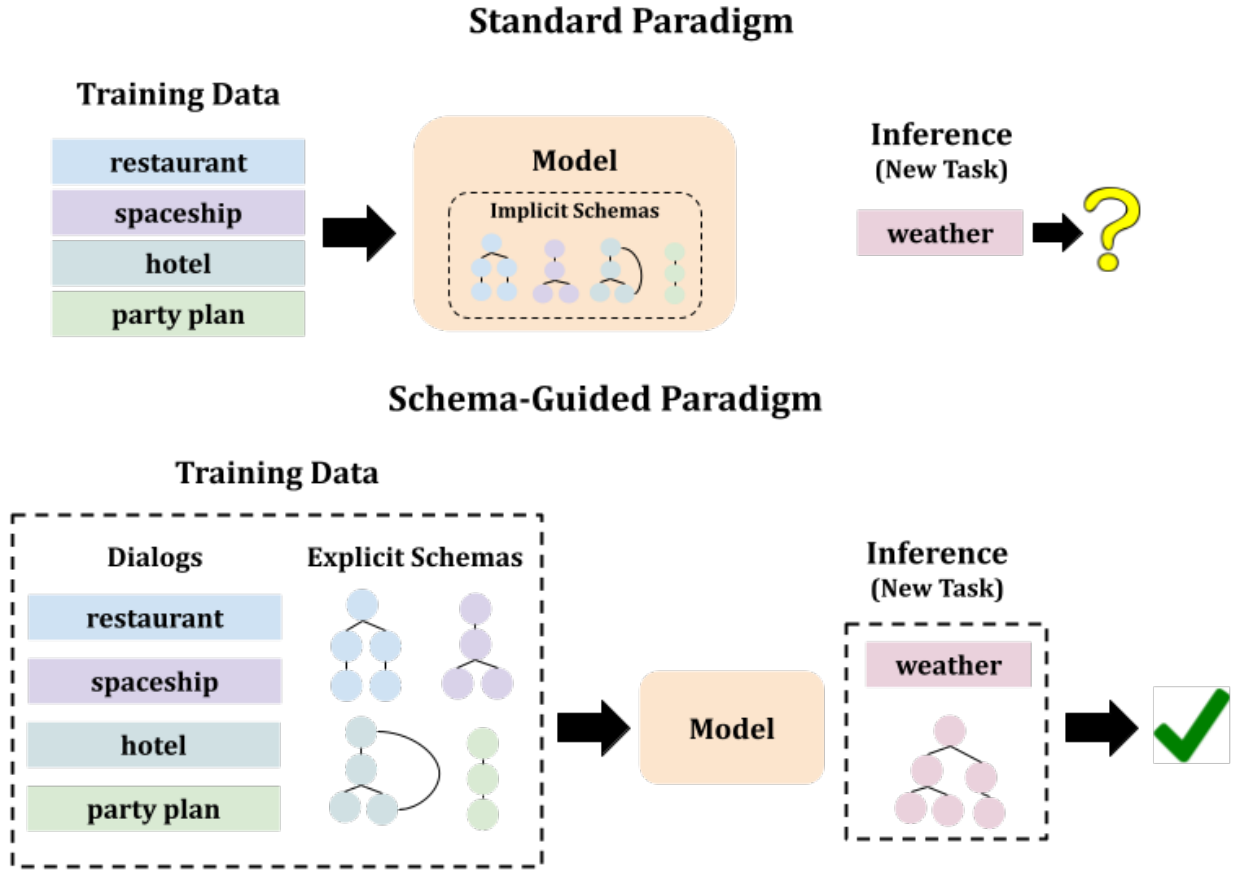 Standard Paradigm
Training Data
restaurant
spaceship
hotel
party plan
Model
Implicit Schemas
Inference
(New Task)
weather
?
Schema-Guided Paradigm
Training Data
Dialogs
Explicit Schemas
restaurant
spaceship
hotel
party plan
Model
Inference
(New Task)
weather